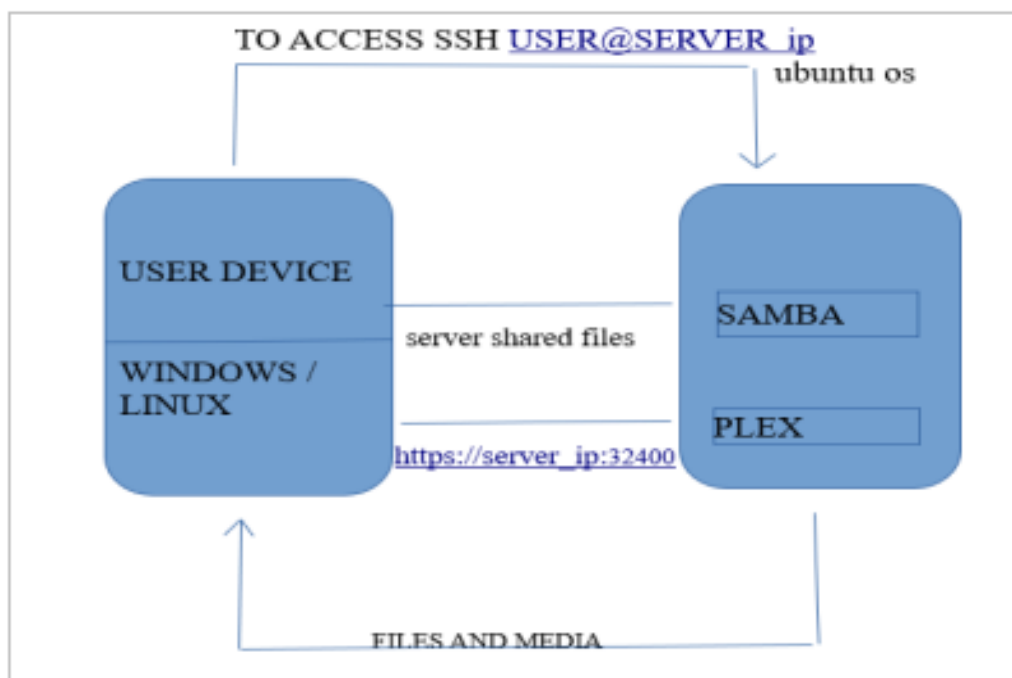 TO ACCESS SSH USER@SERVER_ip
ubuntu os
USER DEVICE
SAMBA
server shared files
WINDOWS /
LINUX
PLEX
https://server_ip:32400
FILES AND MEDIA